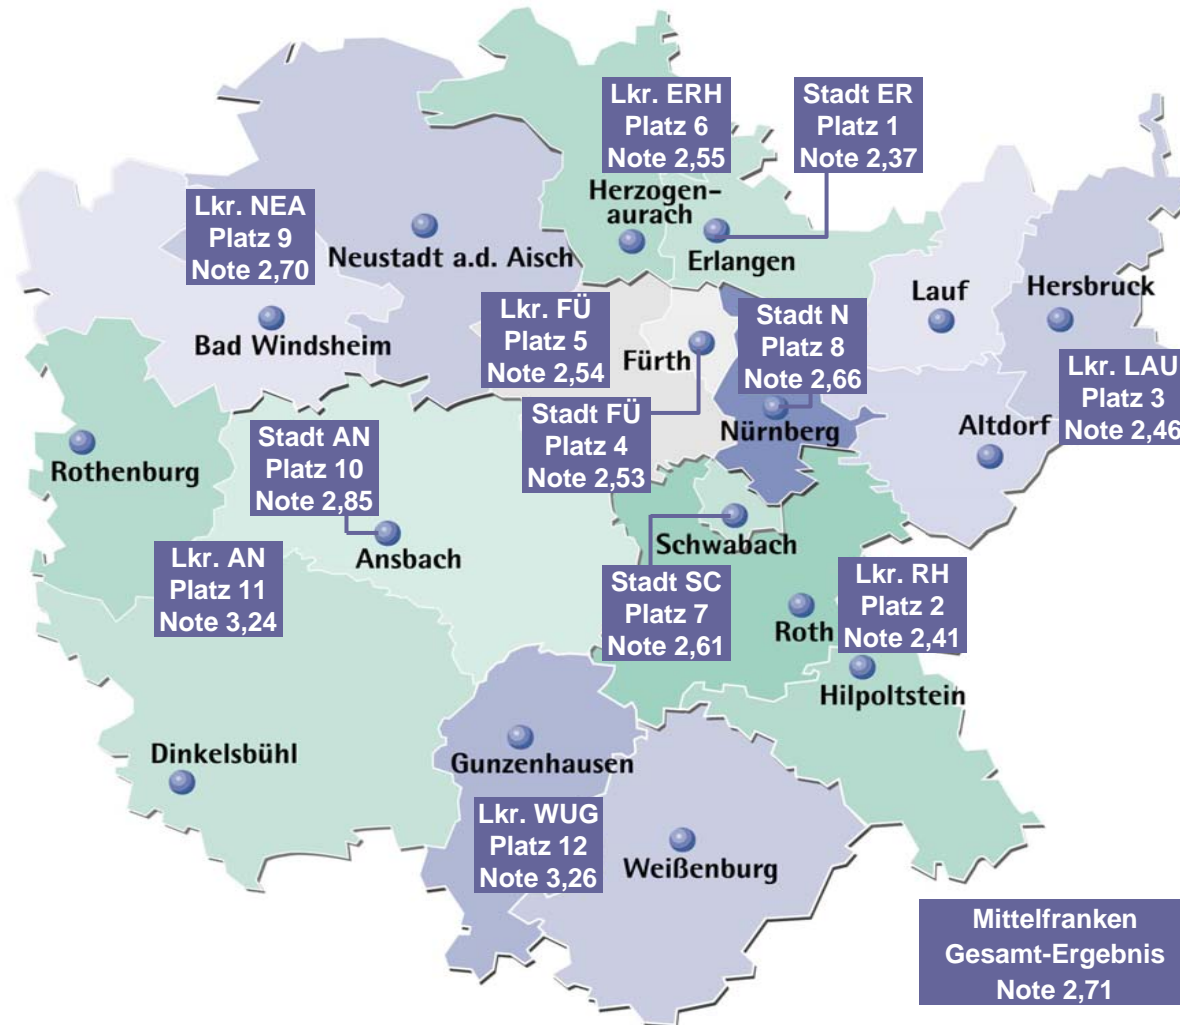 Lkr. ERH
Platz 6
Note 2,55
Stadt ER
Platz 1
Note 2,37
Herzogen-
aurach
Erlangen
Lkr. NEA
Platz 9
Note 2,70
Neustadt a.d. Aisch
Bad Windsheim
Lkr. FÜ
Platz 5
Note 2,54
Fürth
Stadt N
Platz 8
Note 2,66
Nürnberg
Lauf
Hersbruck
Lkr. LAU
Platz 3
Note 2,46
Altdorf
Stadt FÜ
Platz 4
Note 2,53
Rothenburg
Stadt AN
Platz 10
Note 2,85
Ansbach
Lkr. AN
Platz 11
Note 3,24
Schwabach
Stadt SC
Platz 7
Note 2,61
Roth
Lkr. RH
Platz 2
Note 2,41
Hilpoltstein
Dinkelsbühl
Gunzenhausen
Lkr. WUG
Platz 12
Note 3,26
Weißenburg
Mittelfranken
Gesamt-Ergebnis
Note 2,71